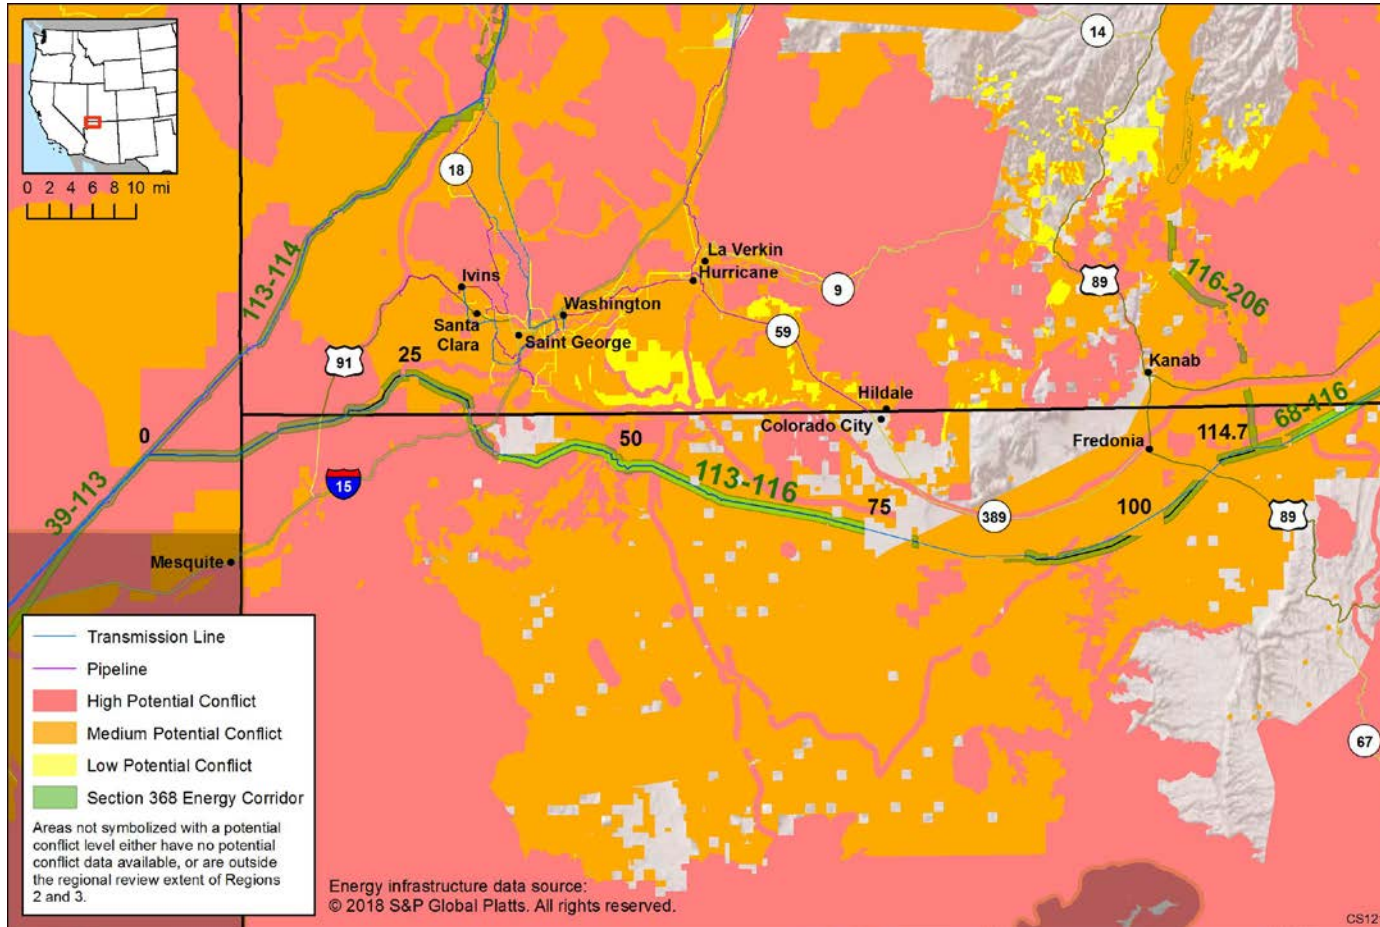 14
0 2 4 6 8 10 mi
18
113-114
La Verkin
Hurricane
9
116-206
89
Ivins
Washington
Santa
Clara
Saint George
59
91
25
Kanab
Hildale
Colorado City
0
50
Fredonia
114.7
68-116
39-113
15
113-116
75
389
100
89
Mesquite
67
Transmission Line
Pipeline
High Potential Conflict
Medium Potential Conflict
Low Potential Conflict
Section 368 Energy Corridor
Areas not symbolized with a potential
conflict level either have no potential
conflict data available, or are outside
the regional review extent of Regions
2 and 3.
Energy infrastructure data source:
© 2018 S&P Global Platts. All rights reserved.
CS12